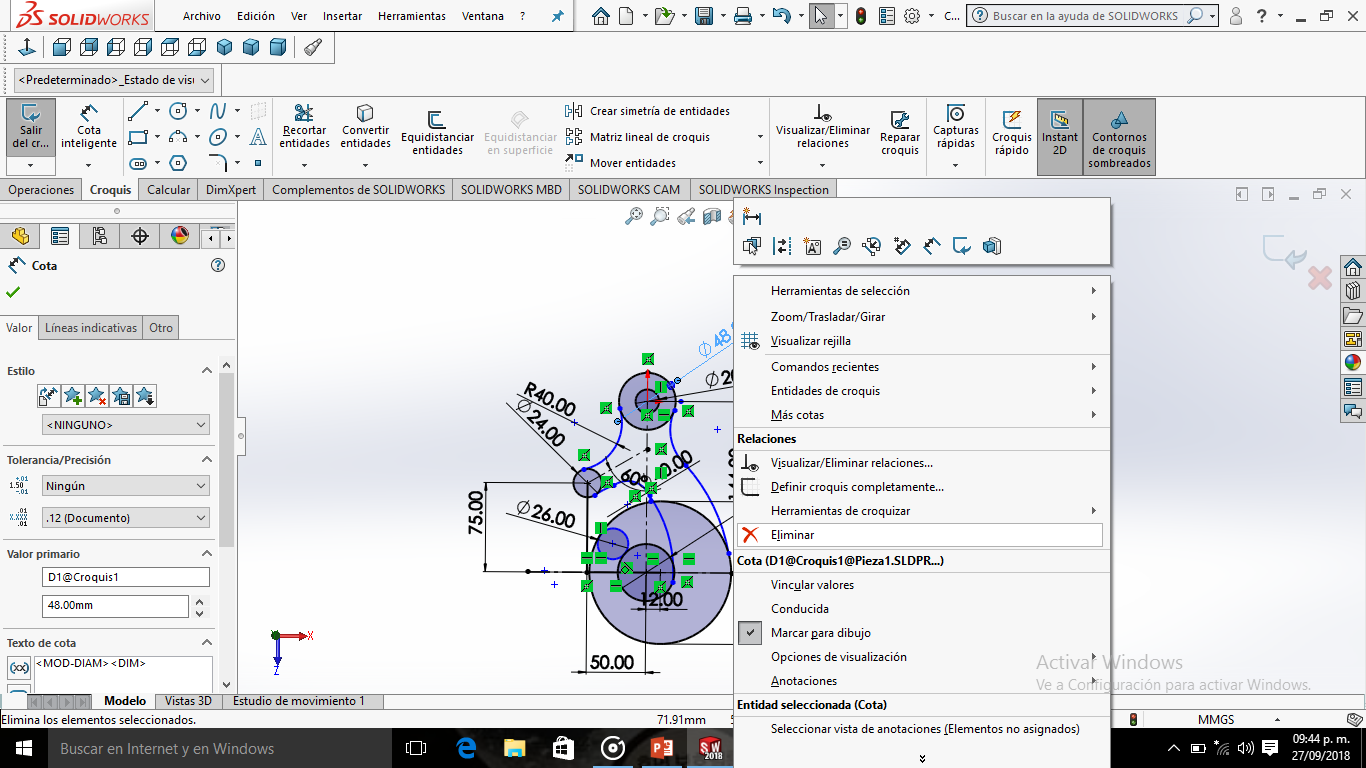 SOLIDWORKS
Archivo Edición Ver Insertar Herramientas Ventana ?
C... Buscar en la ayuda de SOLIDWORKS ?
<Predeterminado>_Estado de visu
Salir
del cr...
Cota
inteligente
Recortar
entidades
Convertir
entidades
Equidistanciar
entidades
Equidistanciar
en superficie
Crear simetría de entidades
Matriz lineal de croquis
Mover entidades
Visualizar/Eliminar
relaciones
Reparar
croquis
Capturas
rápidas
Croquis
rápido
Instant
2D
Contornos
de croquis
sombreados
Operaciones Croquis Calcular DimXpert Complementos de SOLIDWORKS SOLIDWORKS MBD SOLIDWORKS CAM SOLIDWORKS Inspection
Cota
Valor Líneas indicativas Otro
Estilo
<NINGUNO>
Tolerancia/Precisión
Ningún
.12 (Documento)
Valor primario
D1@Croquis1
48.00mm
Texto de cota
<MOD-DIAM><DIM>
R40.00
Ø24.00
60°
75.00
Ø26.00
12.00
50.00
X
Z
Herramientas de selección
Zoom/Trasladar/Girar
Visualizar rejilla
Comandos recientes
Entidades de croquis
Más cotas
Relaciones
Visualizar/Eliminar relaciones...
Definir croquis completamente...
Herramientas de croquizar
Eliminar
Cota (D1@Croquis1@Pieza1.SLDPR...)
Vincular valores
Conducida
Marcar para dibujo
Opciones de visualización
Anotaciones
Entidad seleccionada (Cota)
Seleccionar vista de anotaciones (Elementos no asignados)
Activar Windows
Ve a Configuración para activar Windows.
Modelo Vistas 3D Estudio de movimiento 1
Elimina los elementos seleccionados. 71.91mm MMGS
Buscar en Internet y en Windows
09:44 p. m.
27/09/2018